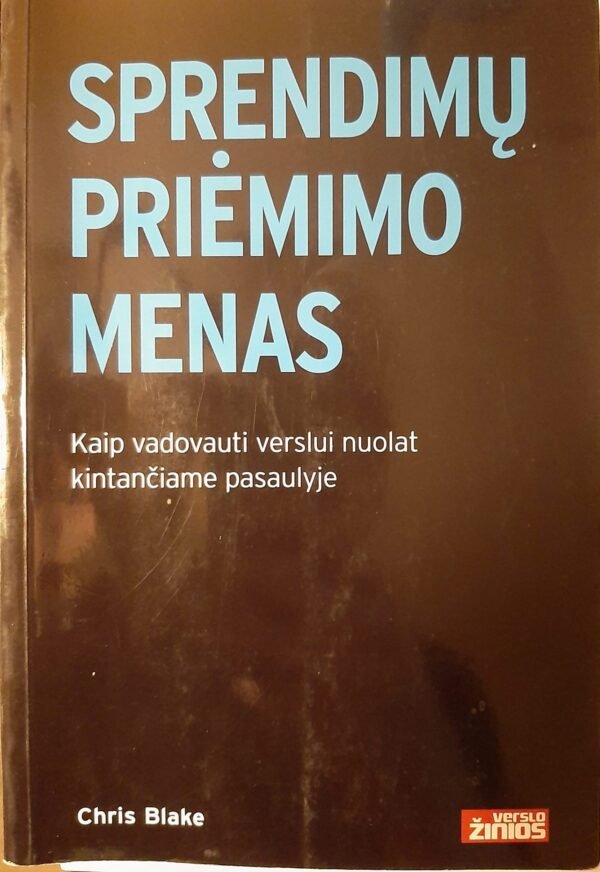 SPRENDIMŲ
PRIĖMIMO
MENAS
Kaip vadovauti verslui nuolat
kintančiame pasaulyje
Chris Blake
verslo
ŽINIOS